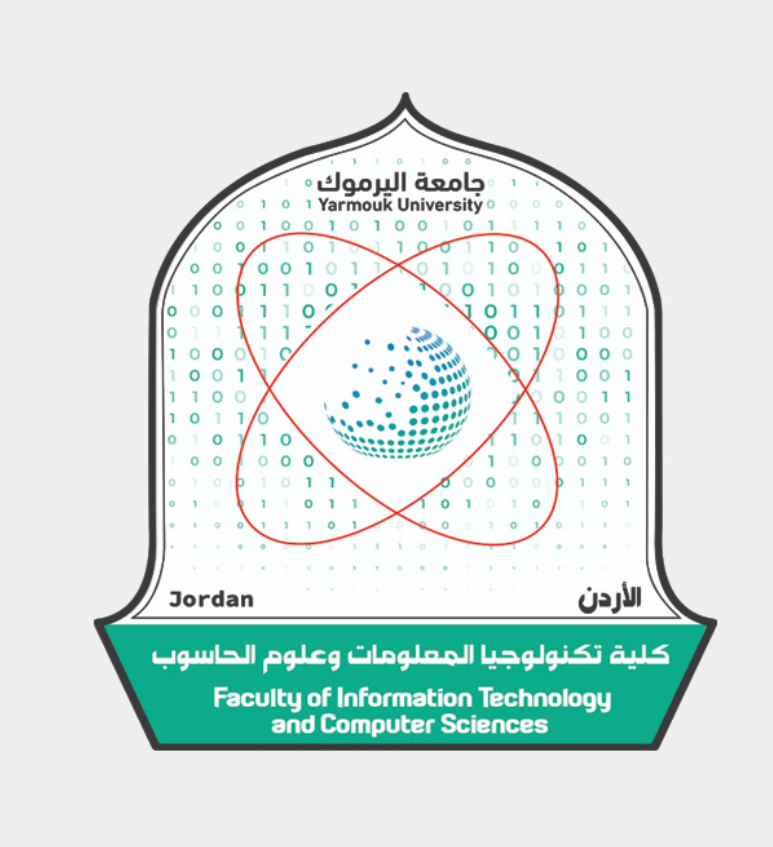 جامعة اليرموك
Yarmouk University
Jordan
الأردن
كلية تكنولوجيا المعلومات وعلوم الحاسوب
Faculty of Information Technology
and Computer Sciences